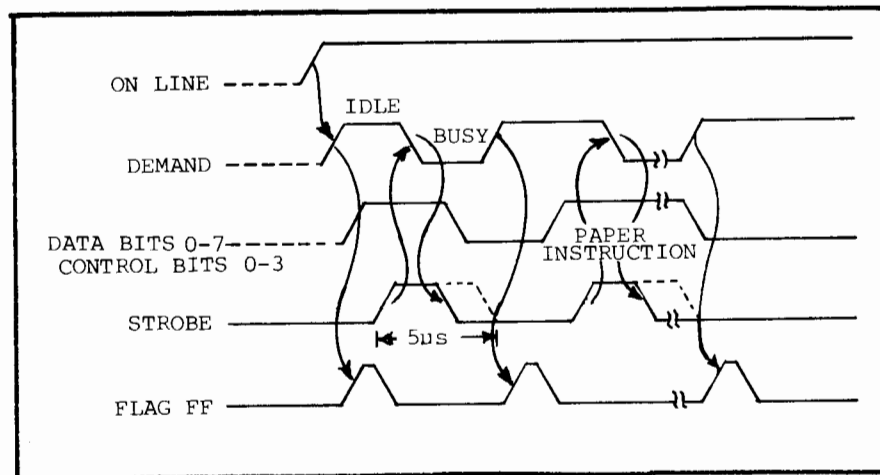 ON LINE
IDLE
BUSY
DEMAND
DATA BITS 0-7
CONTROL BITS 0-3
PAPER
INSTRUCTION
STROBE
5µs
FLAG FF